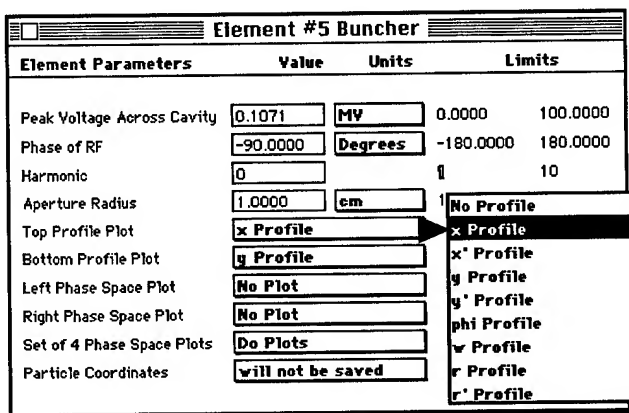 Element #5 Buncher
Element Parameters Value Units Limits
Peak Voltage Across Cavity 0.1071 MV 0.0000 100.0000
Phase of RF -90.0000 Degrees -180.0000 180.0000
Harmonic 0 10
Aperture Radius 1.0000 cm 1
Top Profile Plot x Profile
Bottom Profile Plot y Profile
Left Phase Space Plot No Plot
Right Phase Space Plot No Plot
Set of 4 Phase Space Plots Do Plots
Particle Coordinates will not be saved
No Profile
x Profile
x' Profile
y Profile
y' Profile
phi Profile
w Profile
r Profile
r' Profile